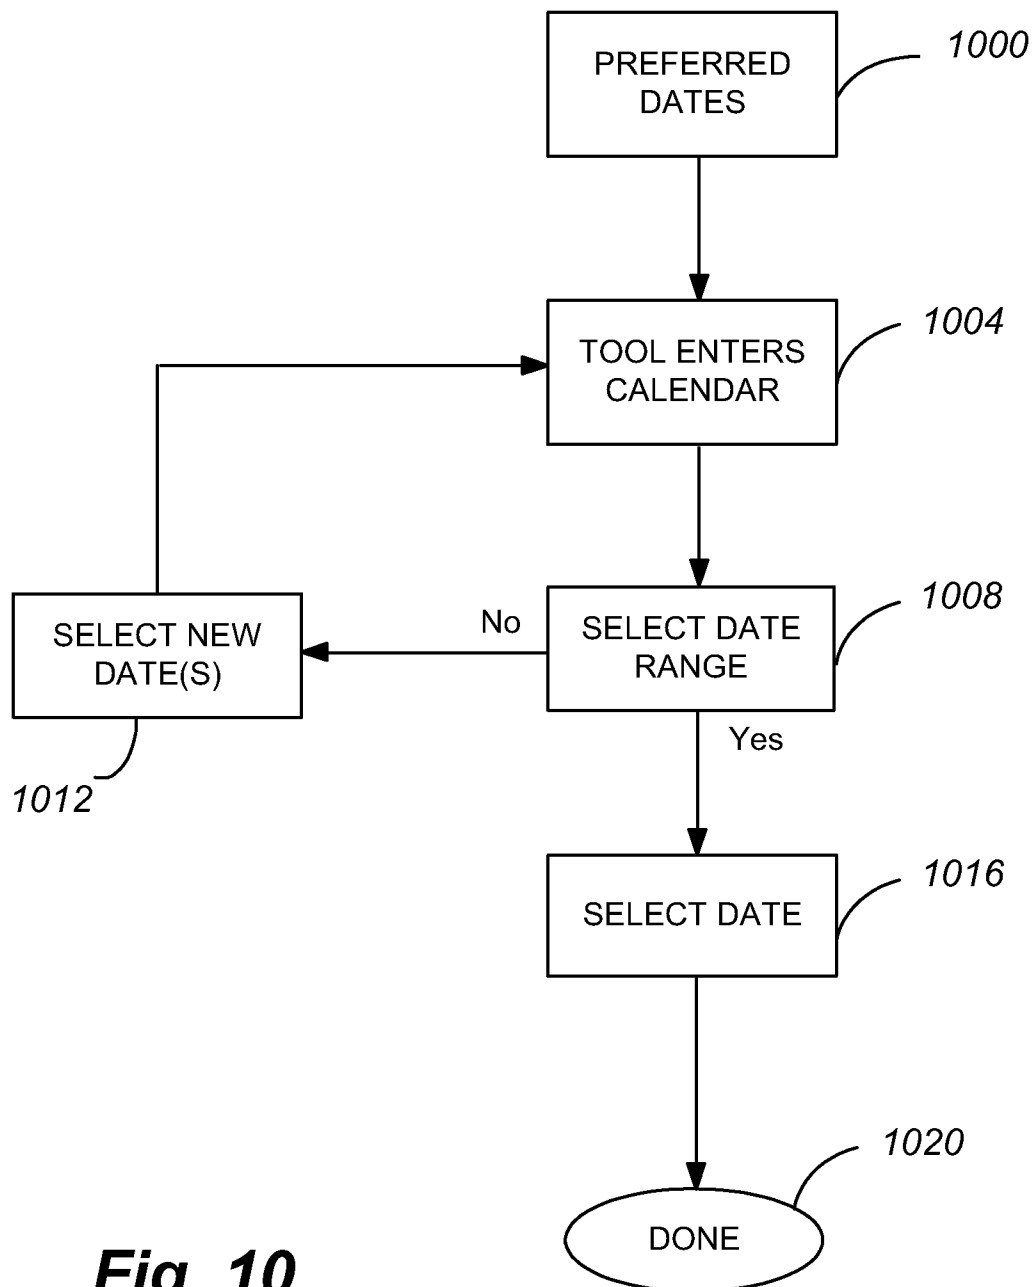 PREFERRED
DATES
1000
TOOL ENTERS
CALENDAR
1004
SELECT DATE
RANGE
1008
No
SELECT NEW
DATE(S)
1012
Yes
SELECT DATE
1016
DONE
1020
Fig. 10